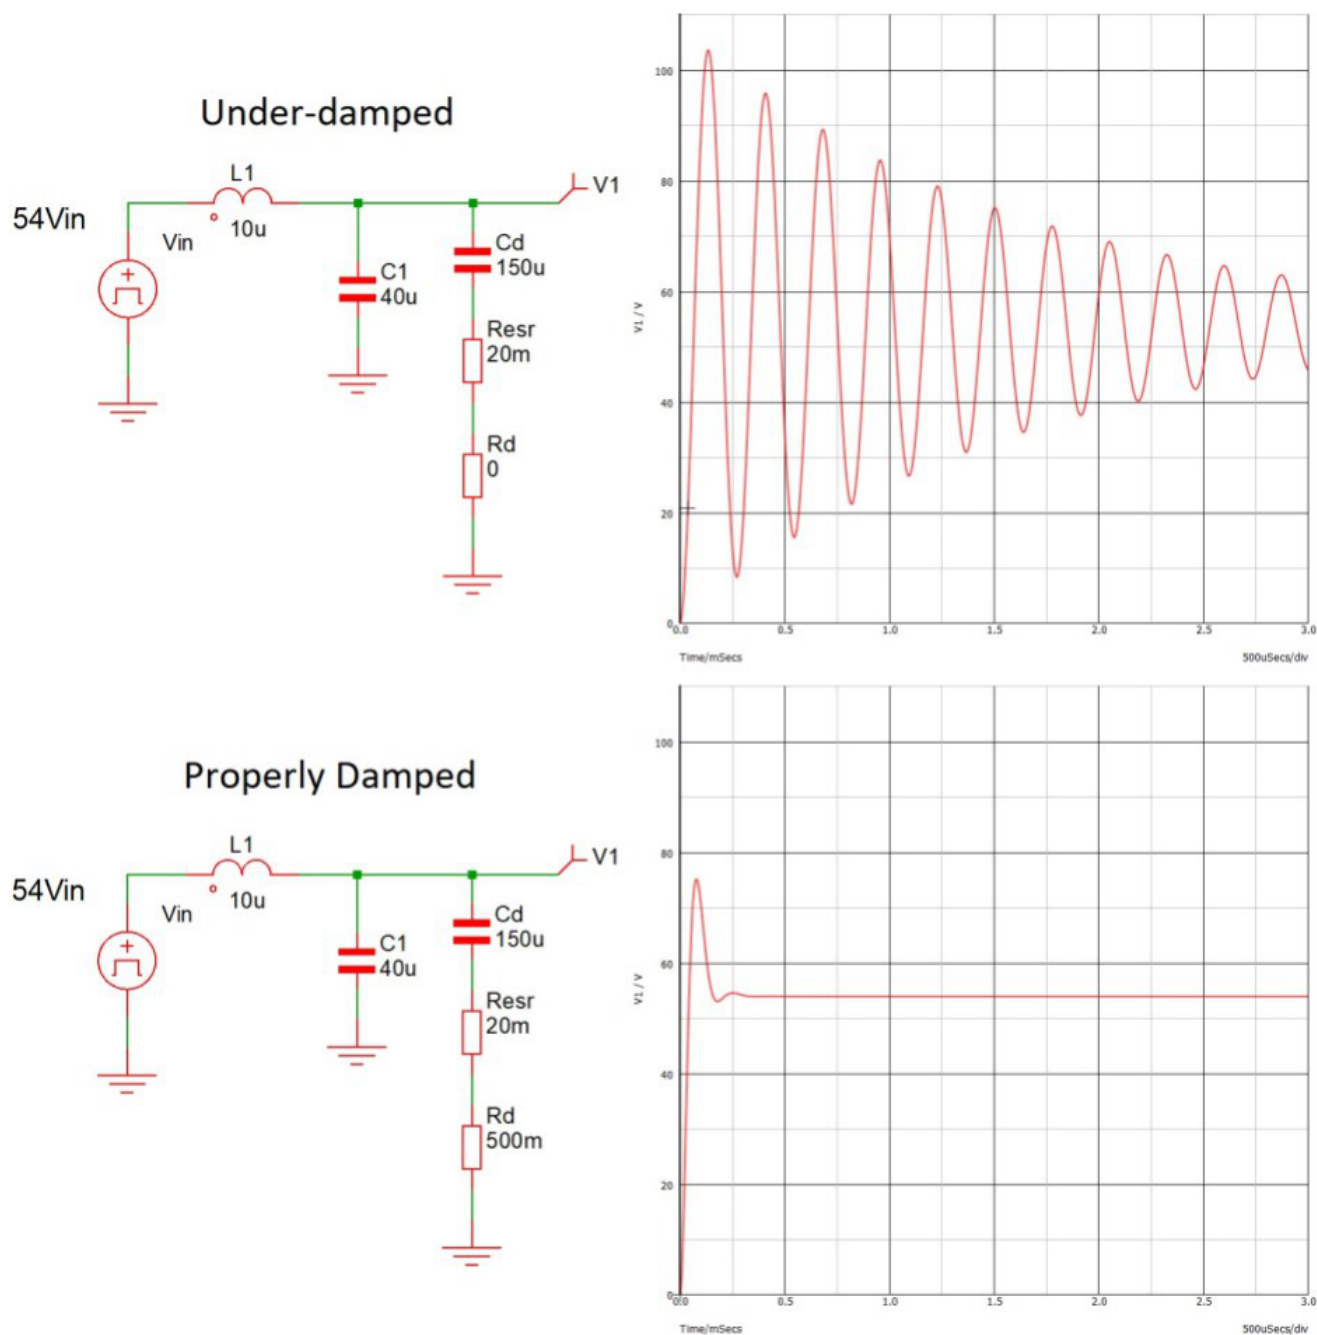 Under-damped
L1
54Vin
Vin
10u
V1
Cd
150u
C1
40u
Resr
20m
Rd
0
V1 / V
100
80
60
40
20
0
0.0 0.5 1.0 1.5 2.0 2.5 3.0
Time/mSecs 500uSecs/div
Properly Damped
L1
54Vin
Vin
10u
V1
Cd
150u
C1
40u
Resr
20m
Rd
500m
V1 / V
100
80
60
40
20
0
0.0 0.5 1.0 1.5 2.0 2.5 3.0
Time/mSecs 500uSecs/div